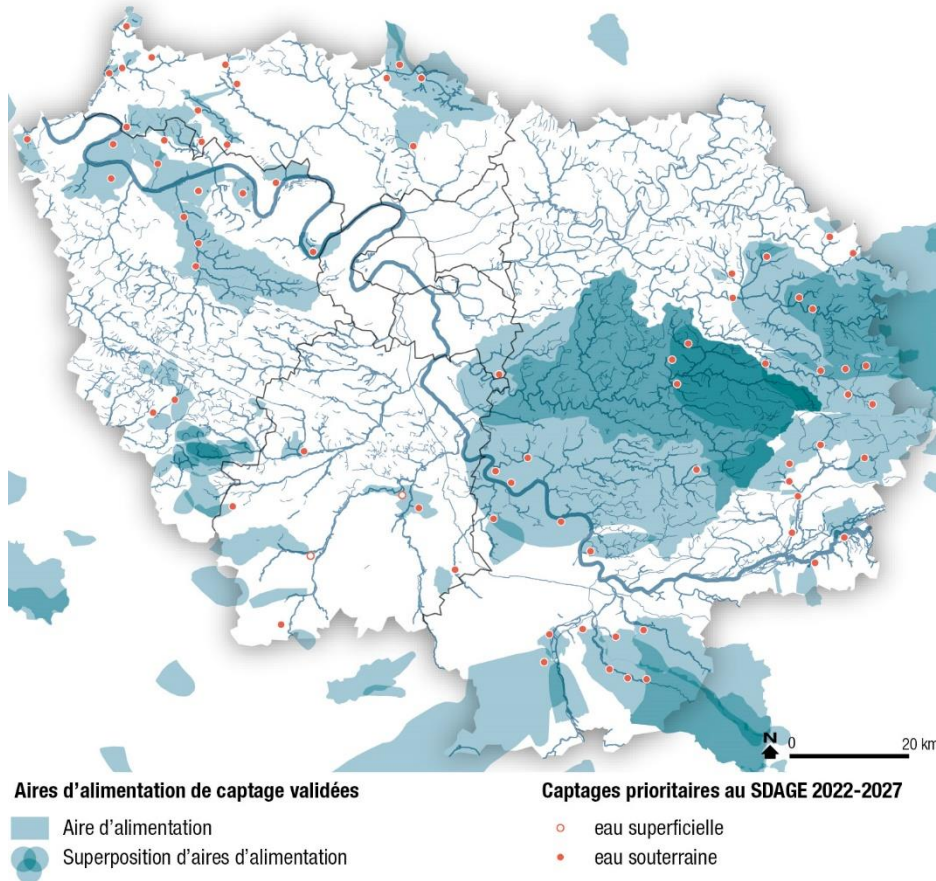 N
0
20 km
Aires d’alimentation de captage validées
Aire d’alimentation
Superposition d’aires d’alimentation
Captages prioritaires au SDAGE 2022-2027
eau superficielle
eau souterraine